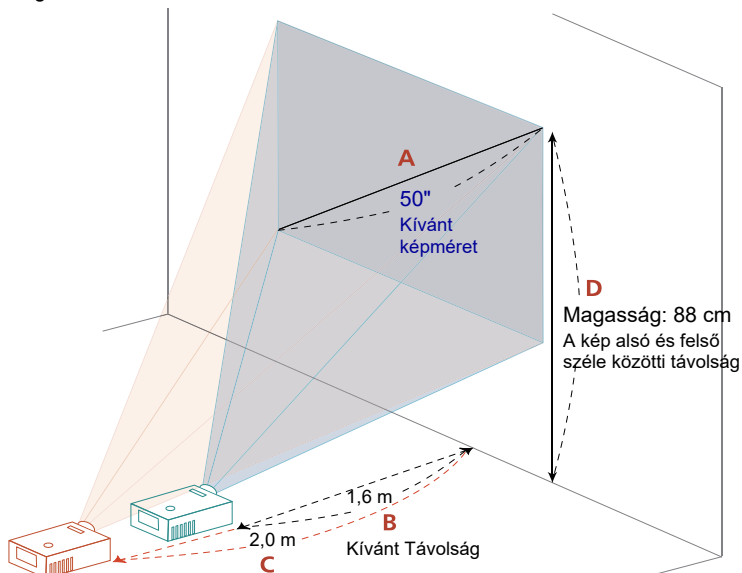 A
50"
Kívánt
képméret
D
Magasság: 88 cm
A kép alsó és felső
széle közötti távolság
1,6 m
B
2,0 m
Kívánt Távolság
C